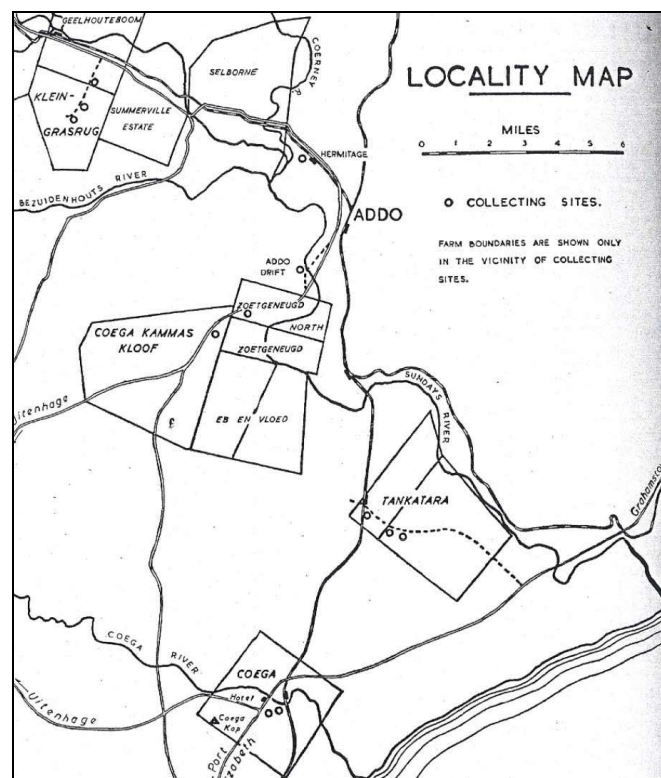 GEELHOUTEBOOM
COERNEY R.
SELBORNE
LOCALITY MAP
KLEIN-
GRASRUG
SUMMERVILLE
ESTATE
MILES
0 1 2 3 4 5 6
HERMITAGE
BEZUIDENHOUTS RIVER
COLLECTING SITES.
ADDO
FARM BOUNDARIES ARE SHOWN ONLY
IN THE VICINITY OF COLLECTING
SITES.
ADDO
DRIFT
ZOETGENEUGD
NORTH
COEGA KAMMAS
KLOOF
ZOETGENEUGD
SUNDAYS RIVER
Uitenhage
£
EB EN VLOED
TANKATARA
Grahamsto
COEGA RIVER
COEGA
Uitenhage
Hotel
Coega
Kop
Port
Elizabeth